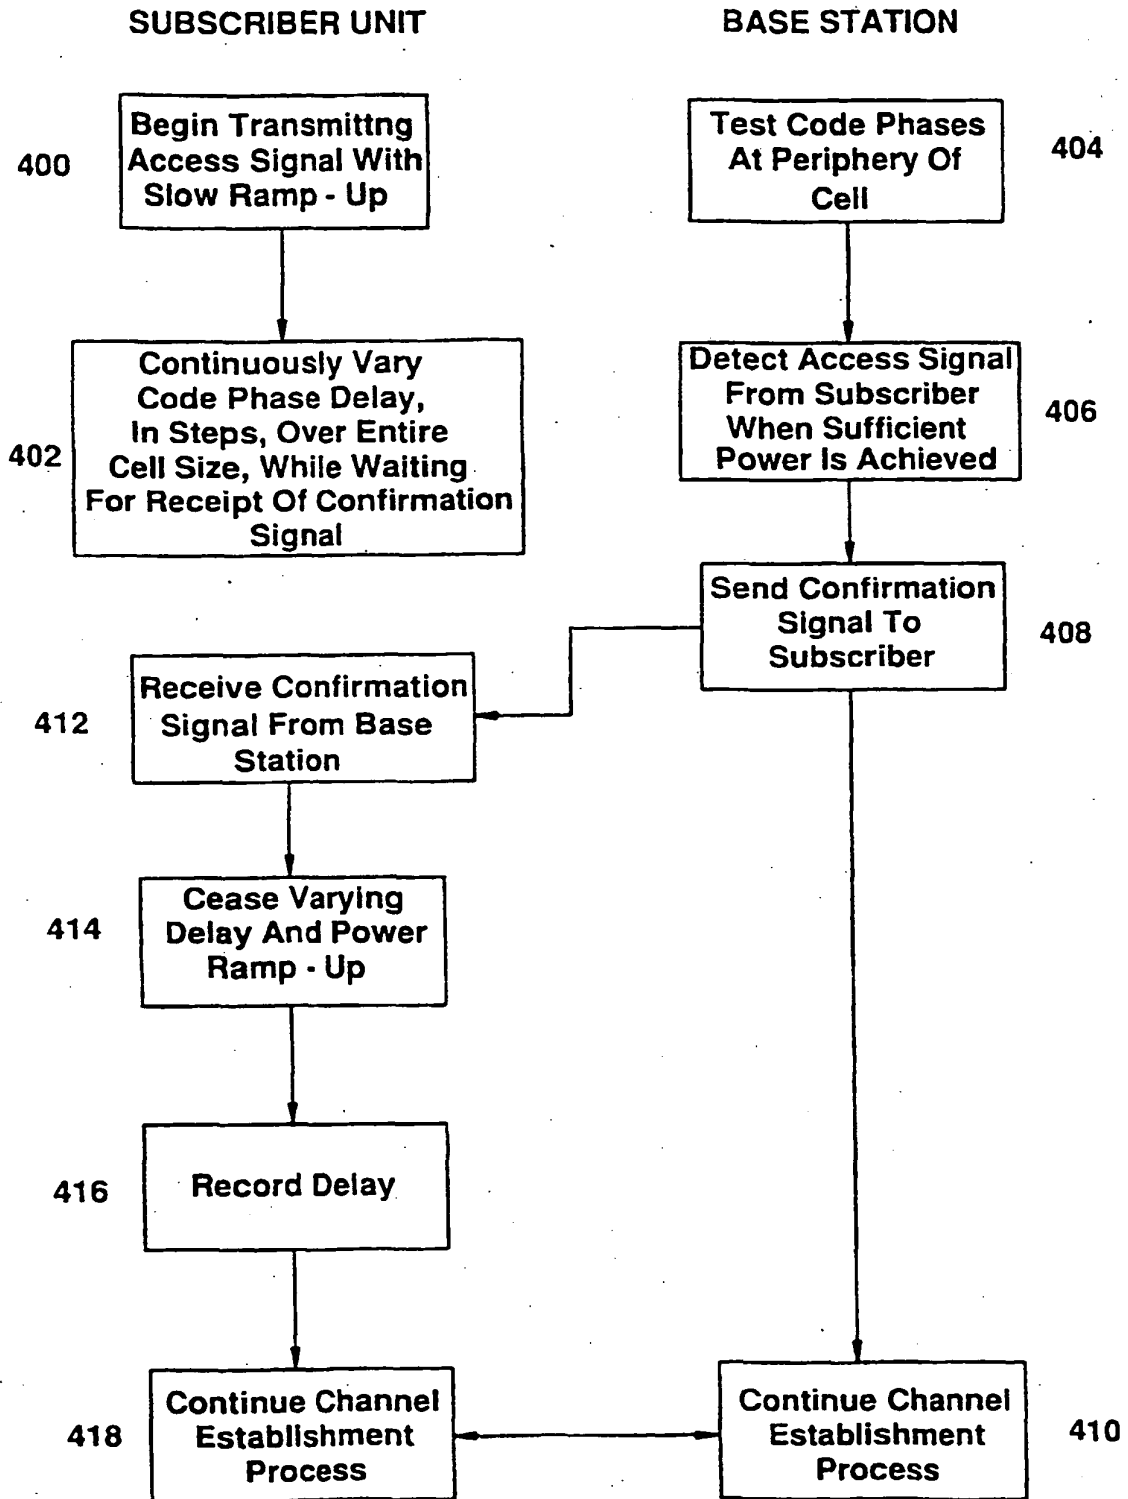 SUBSCRIBER UNIT
BASE STATION
400
Begin Transmittng
Access Signal With
Slow Ramp - Up
Test Code Phases
At Periphery Of
Cell
404
402
Continuously Vary
Code Phase Delay,
In Steps, Over Entire
Cell Size, While Waiting
For Receipt Of Confirmation
Signal
Detect Access Signal
From Subscriber
When Sufficient
Power Is Achieved
406
Send Confirmation
Signal To
Subscriber
408
412
Receive Confirmation
Signal From Base
Station
414
Cease Varying
Delay And Power
Ramp - Up
416
Record Delay
418
Continue Channel
Establishment
Process
Continue Channel
Establishment
Process
410